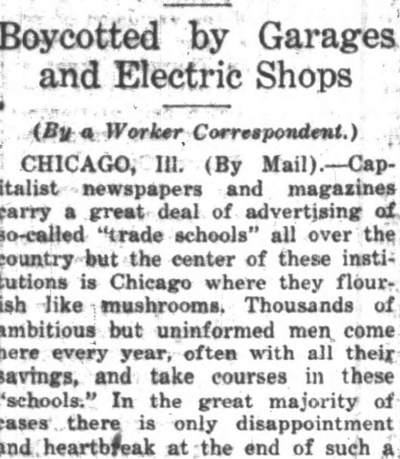 Boycotted by Garages
and Electric Shops
(By a Worker Correspondent.)
CHICAGO, Ill. (By Mail).—Cap-
italist newspapers and magazines
carry a great deal of advertising of
so-called "trade schools" all over the
country but the center of these insti-
tutions is Chicago where they flour-
ish like mushrooms. Thousands of
ambitious but uninformed men come
here every year, often with all their
savings, and take courses in these
"schools." In the great majority of
cases there is only disappointment
and heartbreak at the end of such a